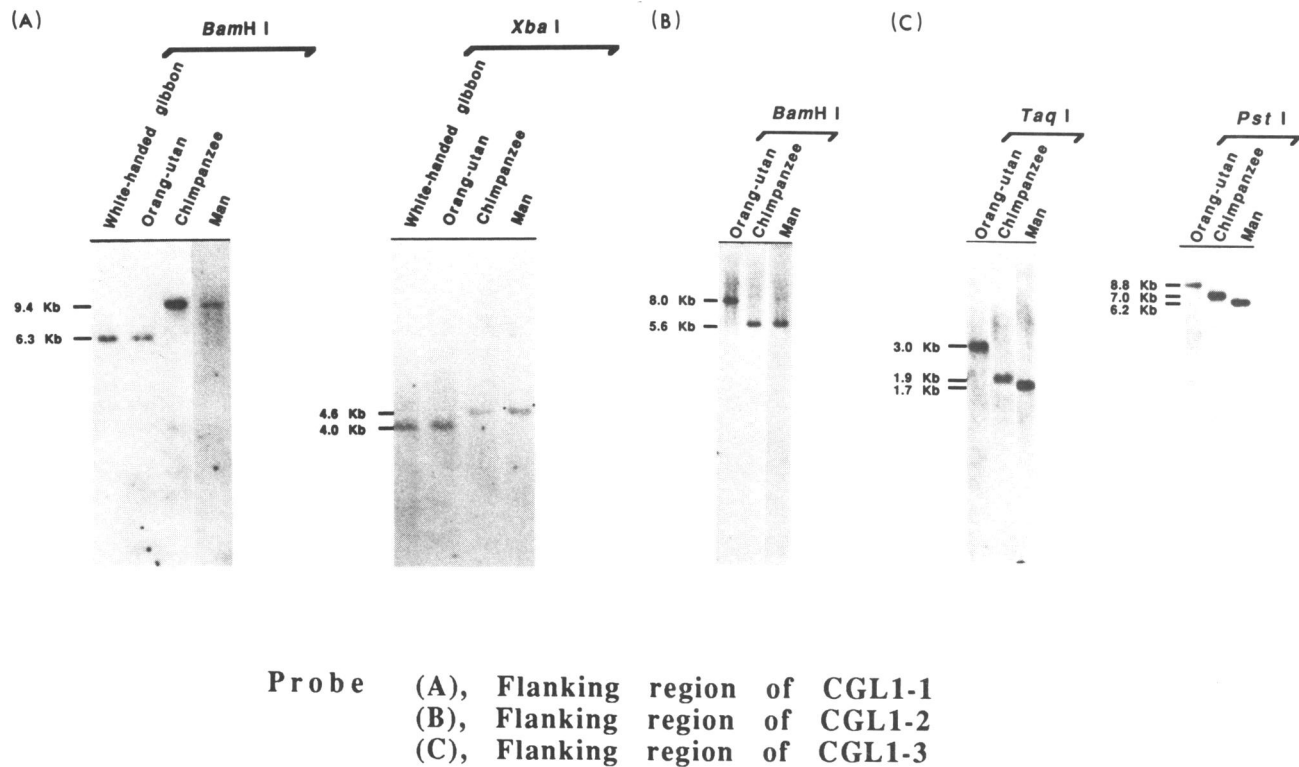 (A)
BamH I
White-handed gibbon
Orang-utan
Chimpanzee
Man
9.4 Kb
6.3 Kb
Xba I
White-handed gibbon
Orang-utan
Chimpanzee
Man
4.6 Kb
4.0 Kb
(B)
BamH I
Orang-utan
Chimpanzee
Man
8.0 Kb
5.6 Kb
(C)
Taq I
Orang-utan
Chimpanzee
Man
3.0 Kb
1.9 Kb
1.7 Kb
Pst I
Orang-utan
Chimpanzee
Man
8.8 Kb
7.0 Kb
6.2 Kb
Probe (A), Flanking region of CGL1-1
(B), Flanking region of CGL1-2
(C), Flanking region of CGL1-3